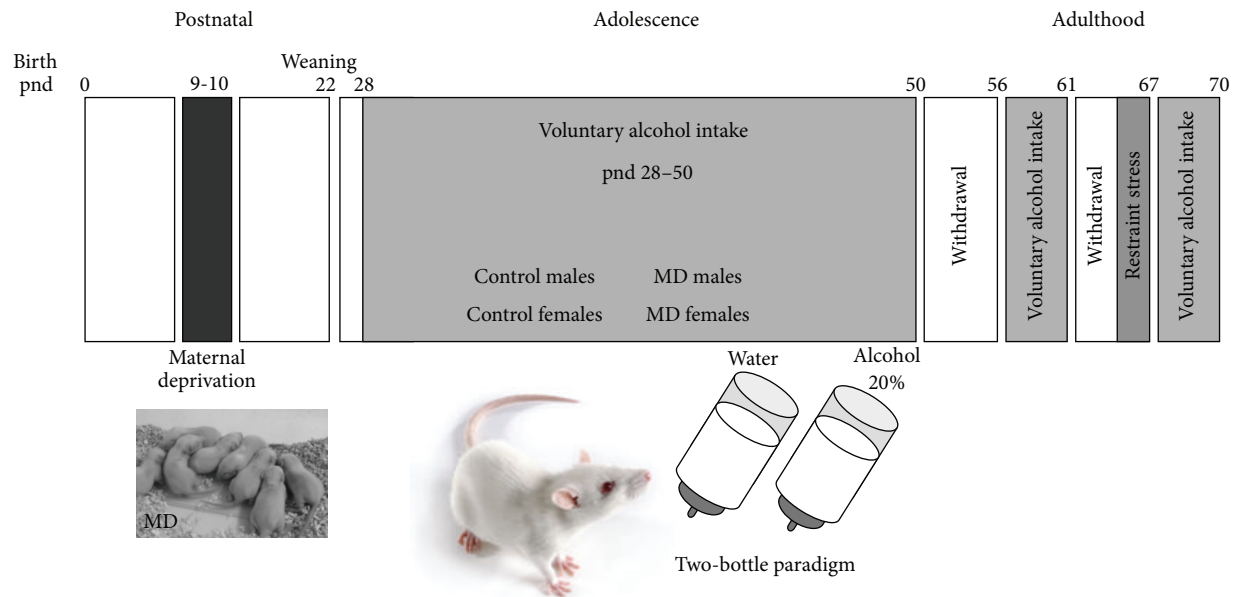 Postnatal
Adolescence
Adulthood
Birth
pnd
Weaning
0
9-10
22
28
50
56
61
67
70
Voluntary alcohol intake
pnd 28–50
Control males
MD males
Control females
MD females
Withdrawal
Voluntary alcohol intake
Withdrawal
Restraint stress
Voluntary alcohol intake
Maternal
deprivation
MD
Water
Alcohol
20%
Two-bottle paradigm